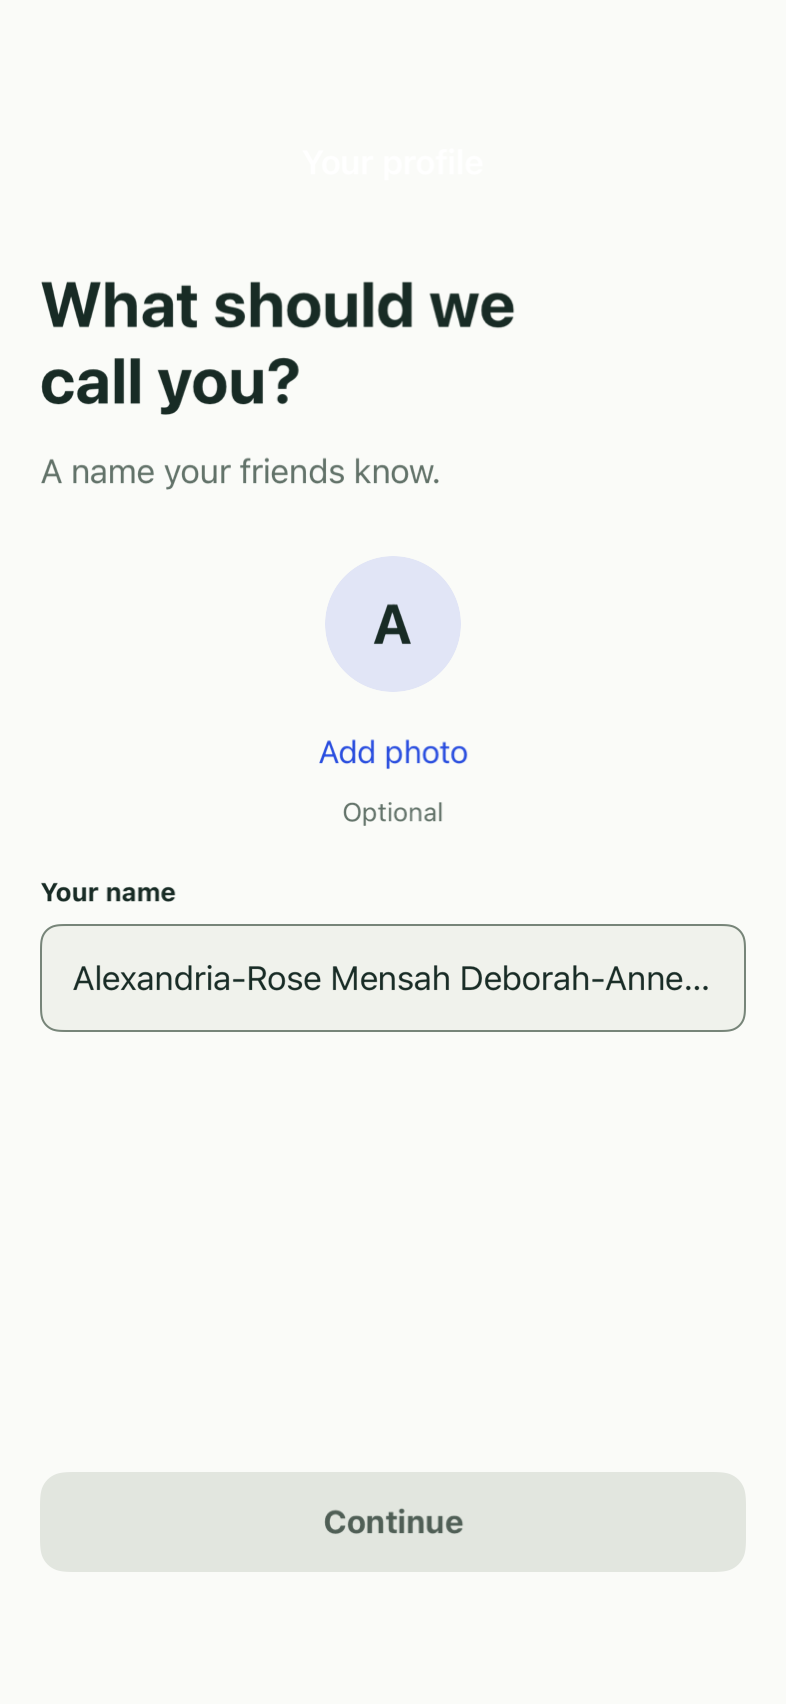 Your profile
What should we
call you?
A name your friends know.
A
Add photo
Optional
Your name
Alexandria-Rose Mensah Deborah-Anne...
Continue